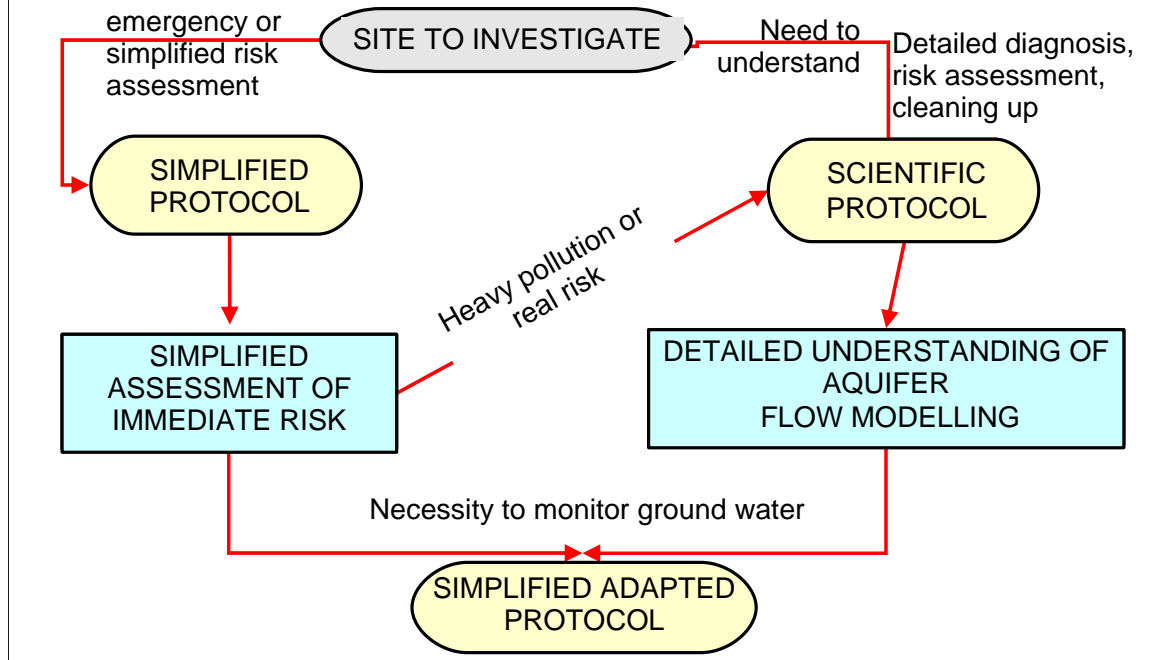 emergency or
simplified risk
assessment
SITE TO INVESTIGATE
Need to
understand
Detailed diagnosis,
risk assessment,
cleaning up
SIMPLIFIED
PROTOCOL
SCIENTIFIC
PROTOCOL
Heavy pollution or
real risk
SIMPLIFIED
ASSESSMENT OF
IMMEDIATE RISK
DETAILED UNDERSTANDING OF
AQUIFER
FLOW MODELLING
Necessity to monitor ground water
SIMPLIFIED ADAPTED
PROTOCOL